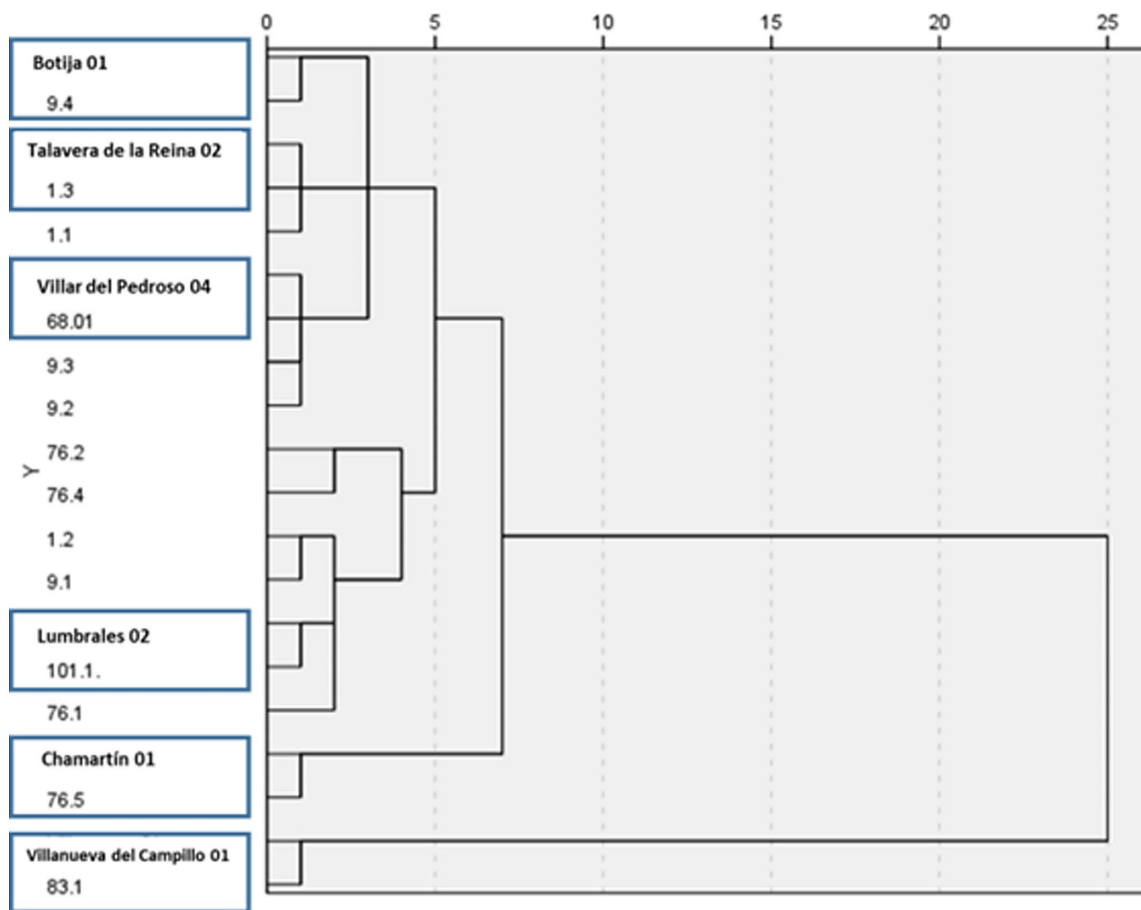 0 5 10 15 20 25
Botija 01
9.4
Talavera de la Reina 02
1.3
1.1
Villar del Pedroso 04
68.01
9.3
9.2
76.2
Y
76.4
1.2
9.1
Lumbrales 02
101.1.
76.1
Chamartín 01
76.5
Villanueva del Campillo 01
83.1